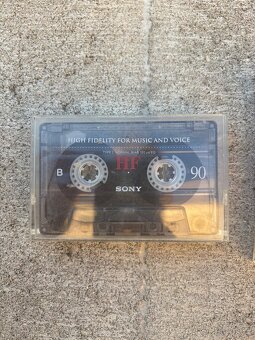 HIGH FIDELITY FOR MUSIC AND VOICE
HF
B
90
SONY